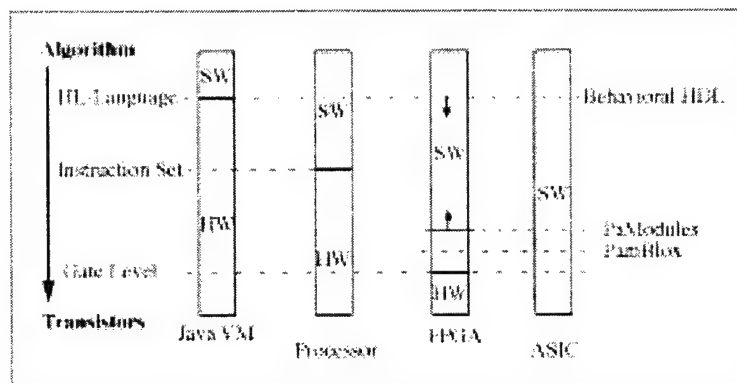 Algorithm
SW
HL-Language
SW
Behavioral HDL
Instruction Set
SW
SW
HW
PaModules
PamBlox
HW
Gate Level
HW
Transistors
Java VM
Processor
FPGA
ASIC